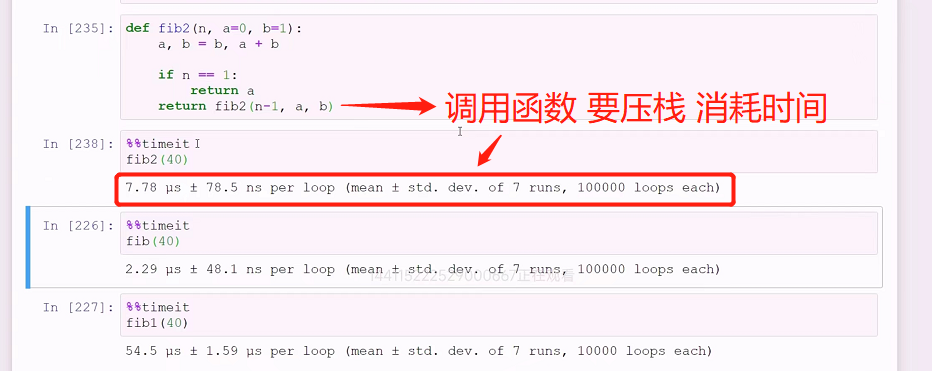 In [235]:
def fib2(n, a=0, b=1):
    a, b = b, a + b
    if n == 1:
        return a
    return fib2(n-1, a, b)
调用函数 要压栈 消耗时间
In [238]:
%%timeit
fib2(40)
7.78 µs ± 78.5 ns per loop (mean ± std. dev. of 7 runs, 100000 loops each)
In [226]:
%%timeit
fib(40)
2.29 µs ± 48.1 ns per loop (mean ± std. dev. of 7 runs, 100000 loops each)
In [227]:
%%timeit
fib1(40)
54.5 µs ± 1.59 µs per loop (mean ± std. dev. of 7 runs, 10000 loops each)